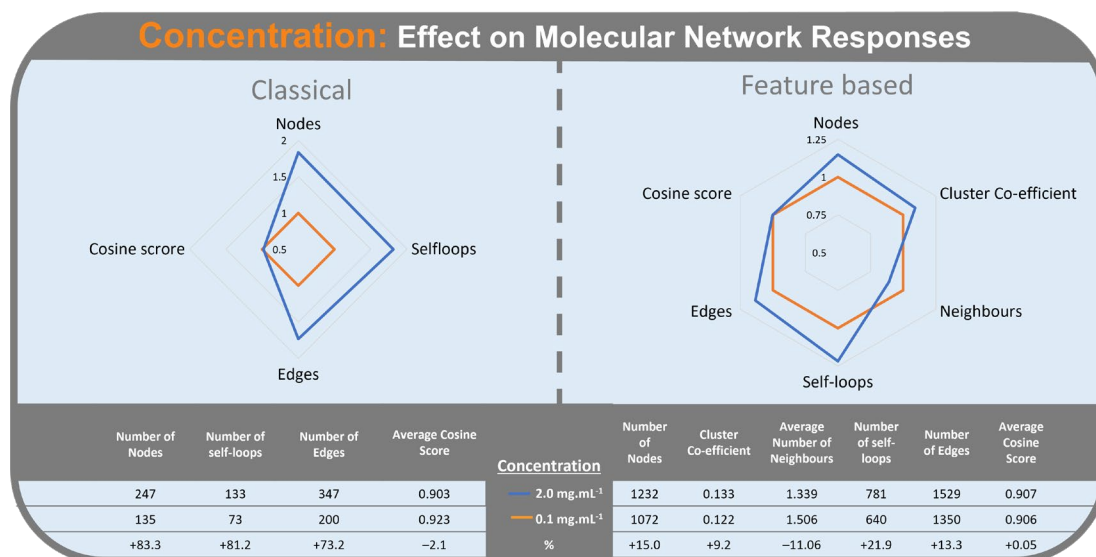 Concentration: Effect on Molecular Network Responses
Classical
Nodes
2
1.5
1
0.5
Cosine scrore
Selfloops
Edges
Feature based
Nodes
1.25
1
0.75
0.5
Cosine score
Cluster Co-efficient
Edges
Neighbours
Self-loops
Number of Nodes
Number of self-loops
Number of Edges
Average Cosine Score
Concentration
Number of Nodes
Cluster Co-efficient
Average Number of Neighbours
Number of self-loops
Number of Edges
Average Cosine Score
247 133 347 0.903 2.0 mg.mL⁻¹ 1232 0.133 1.339 781 1529 0.907
135 73 200 0.923 0.1 mg.mL⁻¹ 1072 0.122 1.506 640 1350 0.906
+83.3 +81.2 +73.2 −2.1 % +15.0 +9.2 −11.06 +21.9 +13.3 +0.05